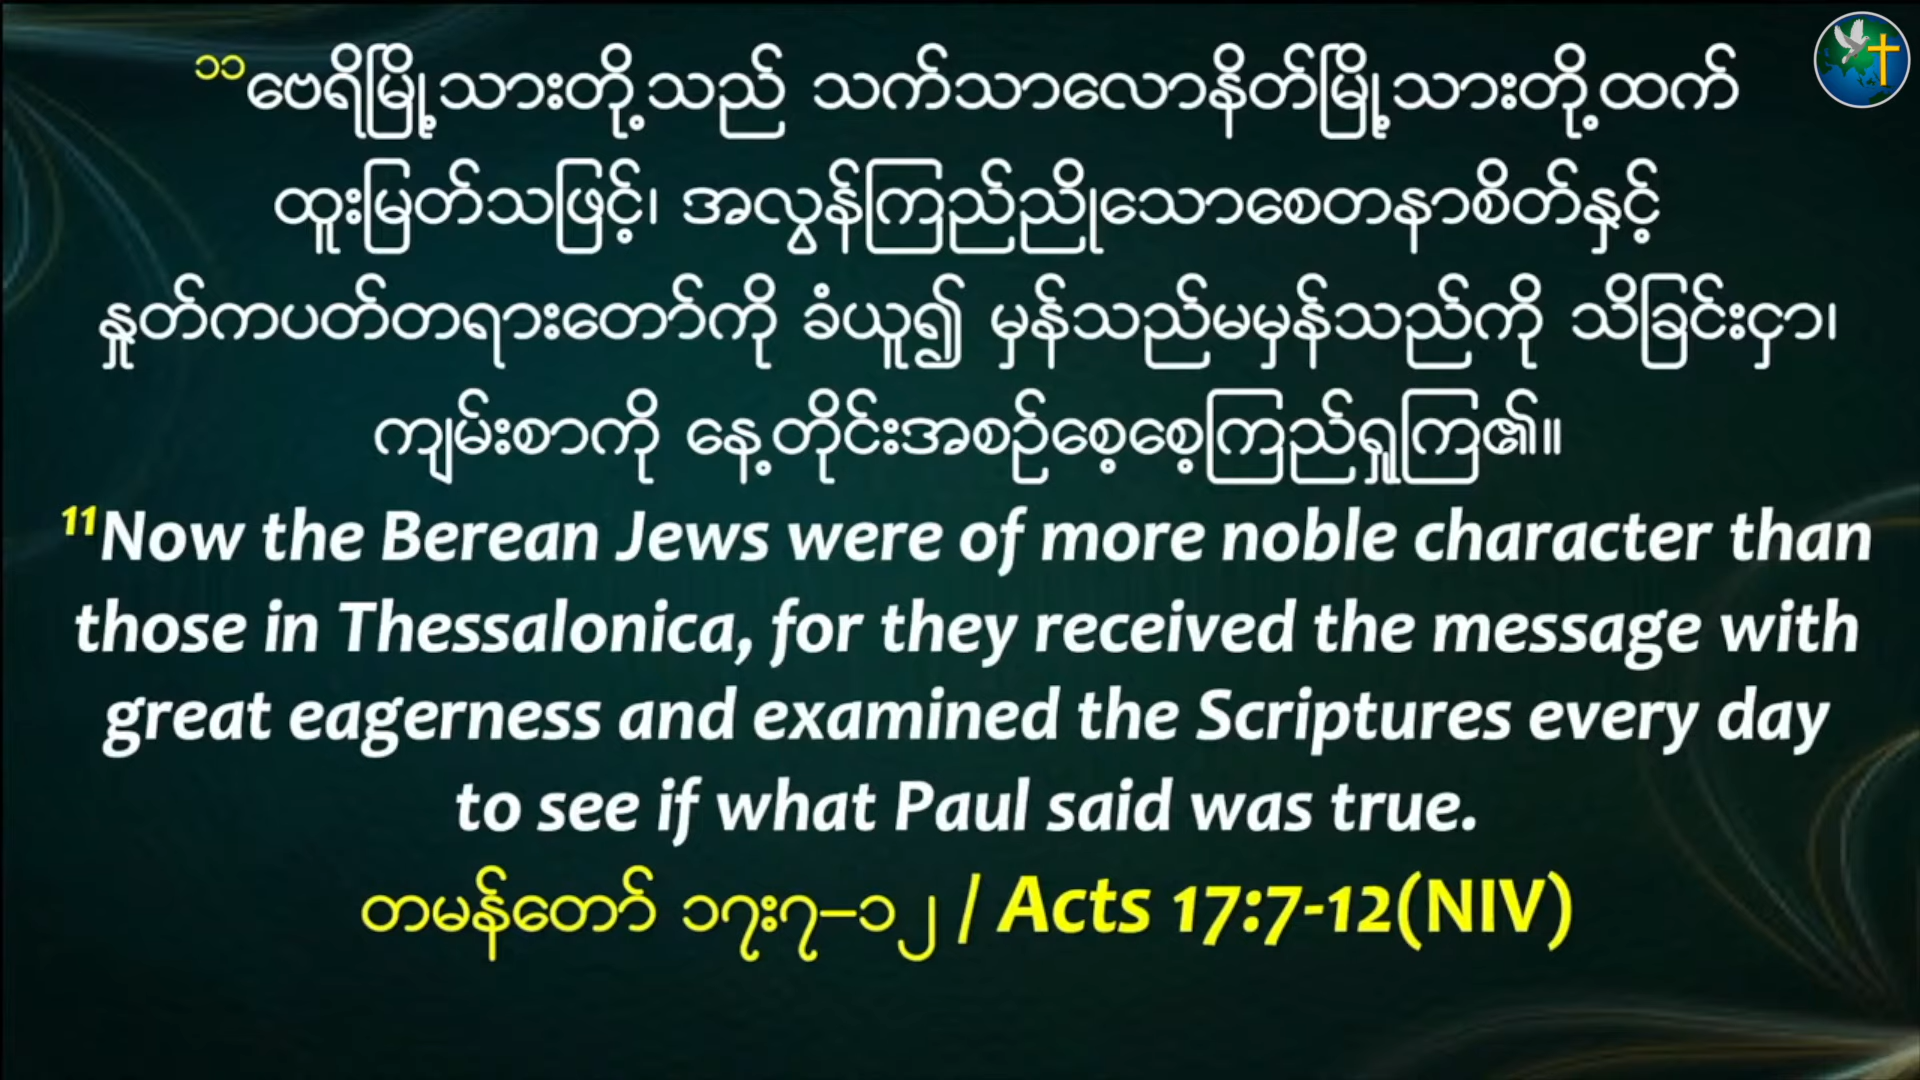 ၁၁ဗေရိမြို့သားတို့သည် သက်သာလောနိတ်မြို့သားတို့ထက်
ထူးမြတ်သဖြင့်၊ အလွန်ကြည်ညိုသောစေတနာစိတ်နှင့်
နှုတ်ကပတ်တရားတော်ကို ခံယူ၍ မှန်သည်မမှန်သည်ကို သိခြင်းငှာ၊
ကျမ်းစာကို နေ့တိုင်းအစဉ်စေ့စေ့ကြည်ရှုကြ၏။
11Now the Berean Jews were of more noble character than
those in Thessalonica, for they received the message with
great eagerness and examined the Scriptures every day
to see if what Paul said was true.
တမန်တော် ၁၇း၇–၁၂ / Acts 17:7-12(NIV)